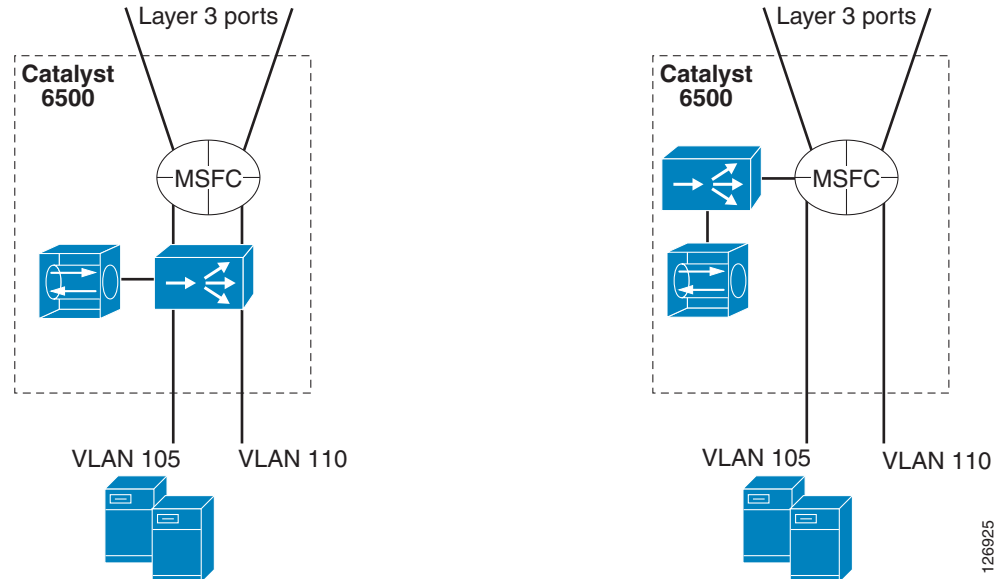 Layer 3 ports
Catalyst
6500
MSFC
VLAN 105
VLAN 110
Layer 3 ports
Catalyst
6500
MSFC
VLAN 105
VLAN 110
126925